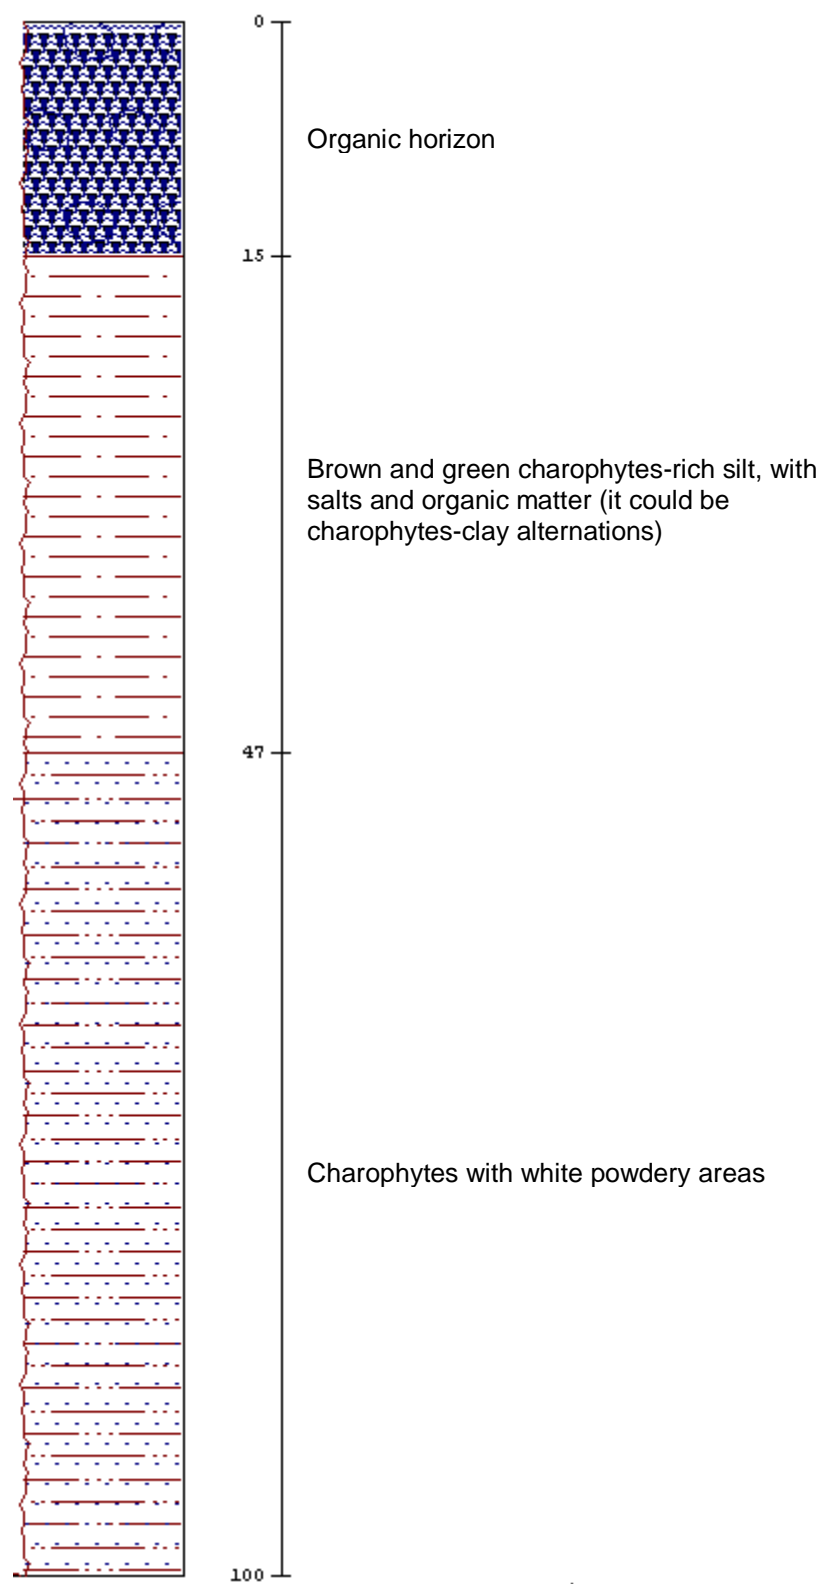 0
Organic horizon
15
Brown and green charophytes-rich silt, with
salts and organic matter (it could be
charophytes-clay alternations)
47
Charophytes with white powdery areas
100